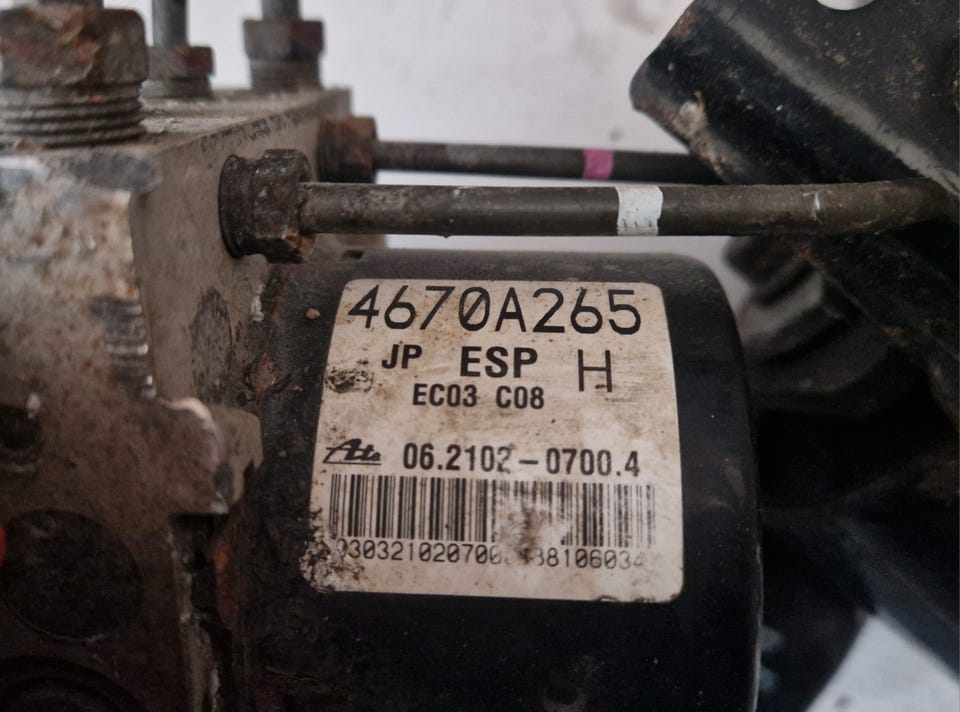 4670A265
JP ESP H
EC03 C08
Ate 06.2102-0700.4